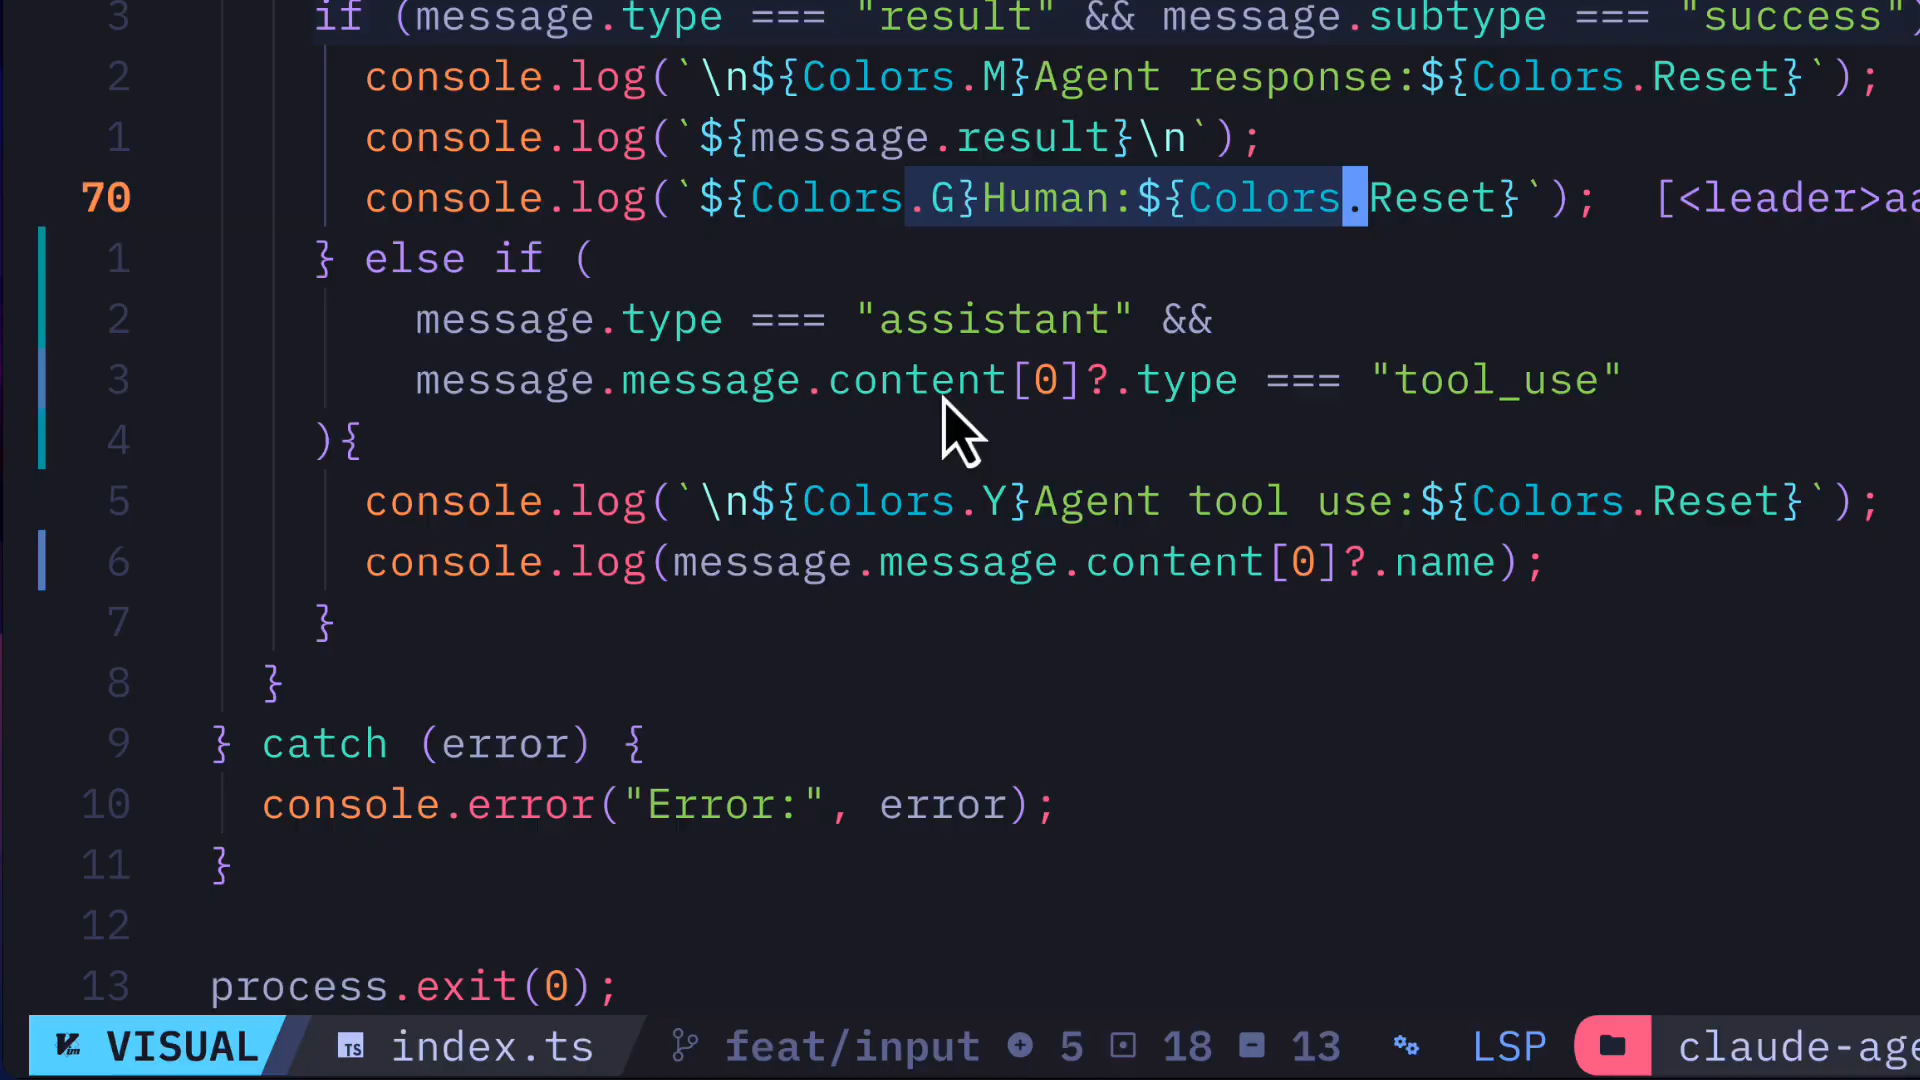 3 if (message.type === "result" && message.subtype === "success")
2 console.log(`\n${Colors.M}Agent response:${Colors.Reset}`);
1 console.log(`${message.result}\n`);
70 console.log(`${Colors.G}Human:${Colors.Reset}`); [<leader>aa
1 } else if (
2 message.type === "assistant" &&
3 message.message.content[0]?.type === "tool_use"
4 ){
5 console.log(`\n${Colors.Y}Agent tool use:${Colors.Reset}`);
6 console.log(message.message.content[0]?.name);
7 }
8 }
9 } catch (error) {
10 console.error("Error:", error);
11 }
12
13 process.exit(0);
VISUAL TS index.ts feat/input 5 18 13 LSP claude-age